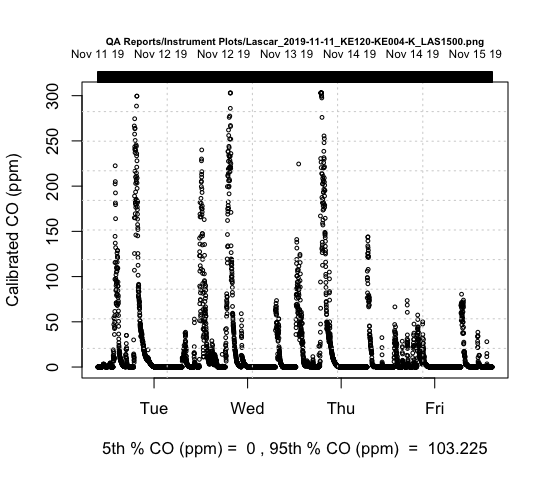 QA Reports/Instrument Plots/Lascar_2019-11-11_KE120-KE004-K_LAS1500.png
Nov 11 19 Nov 12 19 Nov 12 19 Nov 13 19 Nov 14 19 Nov 14 19 Nov 15 19
300
250
200
150
100
50
0
Calibrated CO (ppm)
Tue Wed Thu Fri
5th % CO (ppm) = 0 , 95th % CO (ppm) = 103.225